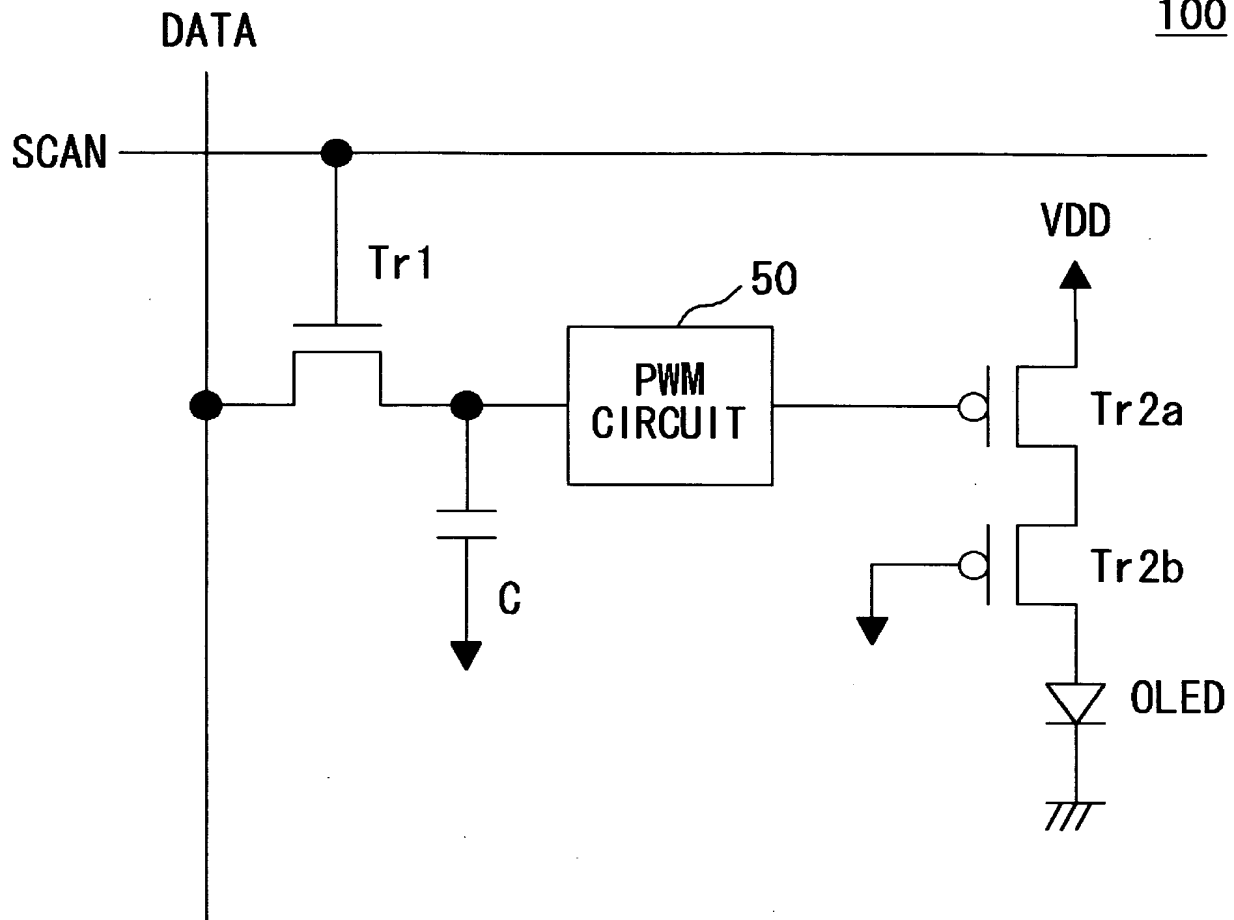 100
DATA
SCAN
VDD
Tr1
50
PWM
CIRCUIT
Tr2a
Tr2b
C
OLED